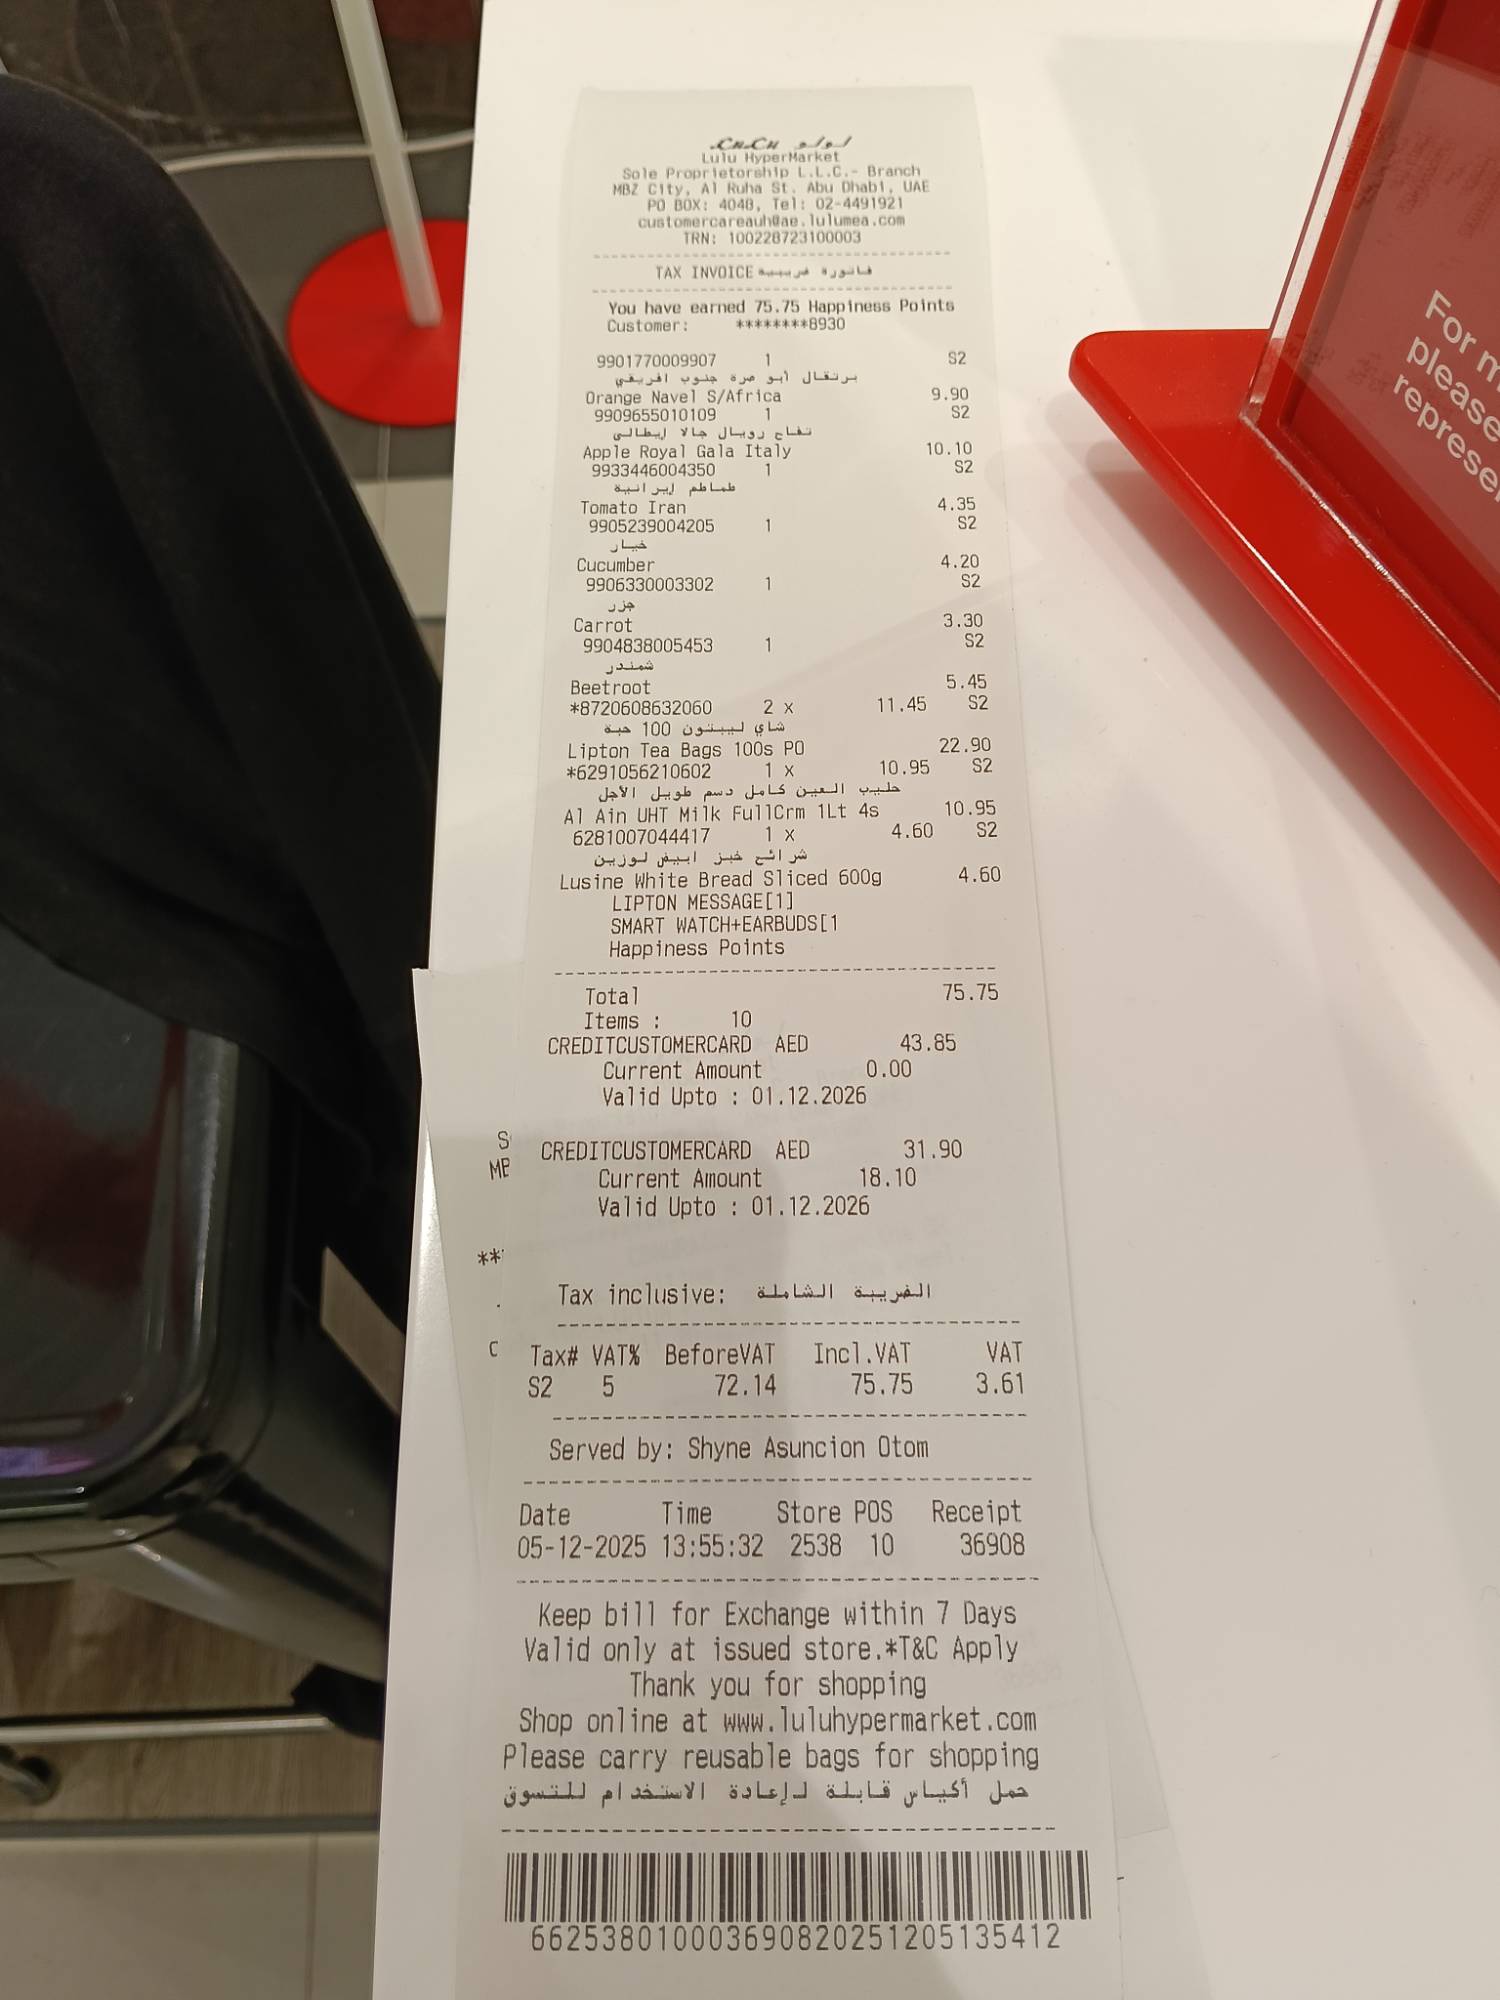 LuLu لولو
Lulu HyperMarket
Sole Proprietorship L.L.C.- Branch
MBZ City, Al Ruha St. Abu Dhabi, UAE
PO BOX: 4048, Tel: 02-4491921
customercareauh@ae.lulumea.com
TRN: 100228723100003
TAX INVOICE فاتورة ضريبية
You have earned 75.75 Happiness Points
Customer: ********8930
9901770009907 1 S2
برتقال أبو صرة جنوب افريقي
Orange Navel S/Africa 9.90
9909655010109 1 S2
تفاح رويال جالا إيطالي
Apple Royal Gala Italy 10.10
9933446004350 1 S2
طماطم إيرانية
Tomato Iran 4.35
9905239004205 1 S2
خيار
Cucumber 4.20
9906330003302 1 S2
جزر
Carrot 3.30
9904838005453 1 S2
شمندر
Beetroot 5.45
*8720608632060 2 x 11.45 S2
شاي ليبتون 100 حبة
Lipton Tea Bags 100s PO 22.90
*6291056210602 1 x 10.95 S2
حليب العين كامل دسم طويل الأجل
Al Ain UHT Milk FullCrm 1Lt 4s 10.95
6281007044417 1 x 4.60 S2
شرائح خبز ابيض لوزين
Lusine White Bread Sliced 600g 4.60
LIPTON MESSAGE[1]
SMART WATCH+EARBUDS[1
Happiness Points
Total 75.75
Items : 10
CREDITCUSTOMERCARD AED 43.85
Current Amount 0.00
Valid Upto : 01.12.2026
CREDITCUSTOMERCARD AED 31.90
Current Amount 18.10
Valid Upto : 01.12.2026
Tax inclusive: الضريبة الشاملة
Tax# VAT% BeforeVAT Incl.VAT VAT
S2 5 72.14 75.75 3.61
Served by: Shyne Asuncion Otom
Date Time Store POS Receipt
05-12-2025 13:55:32 2538 10 36908
Keep bill for Exchange within 7 Days
Valid only at issued store.*T&C Apply
Thank you for shopping
Shop online at www.luluhypermarket.com
Please carry reusable bags for shopping
حمل أكياس قابلة لإعادة الاستخدام للتسوق
662538010003690820251205135412
For m
please
represe